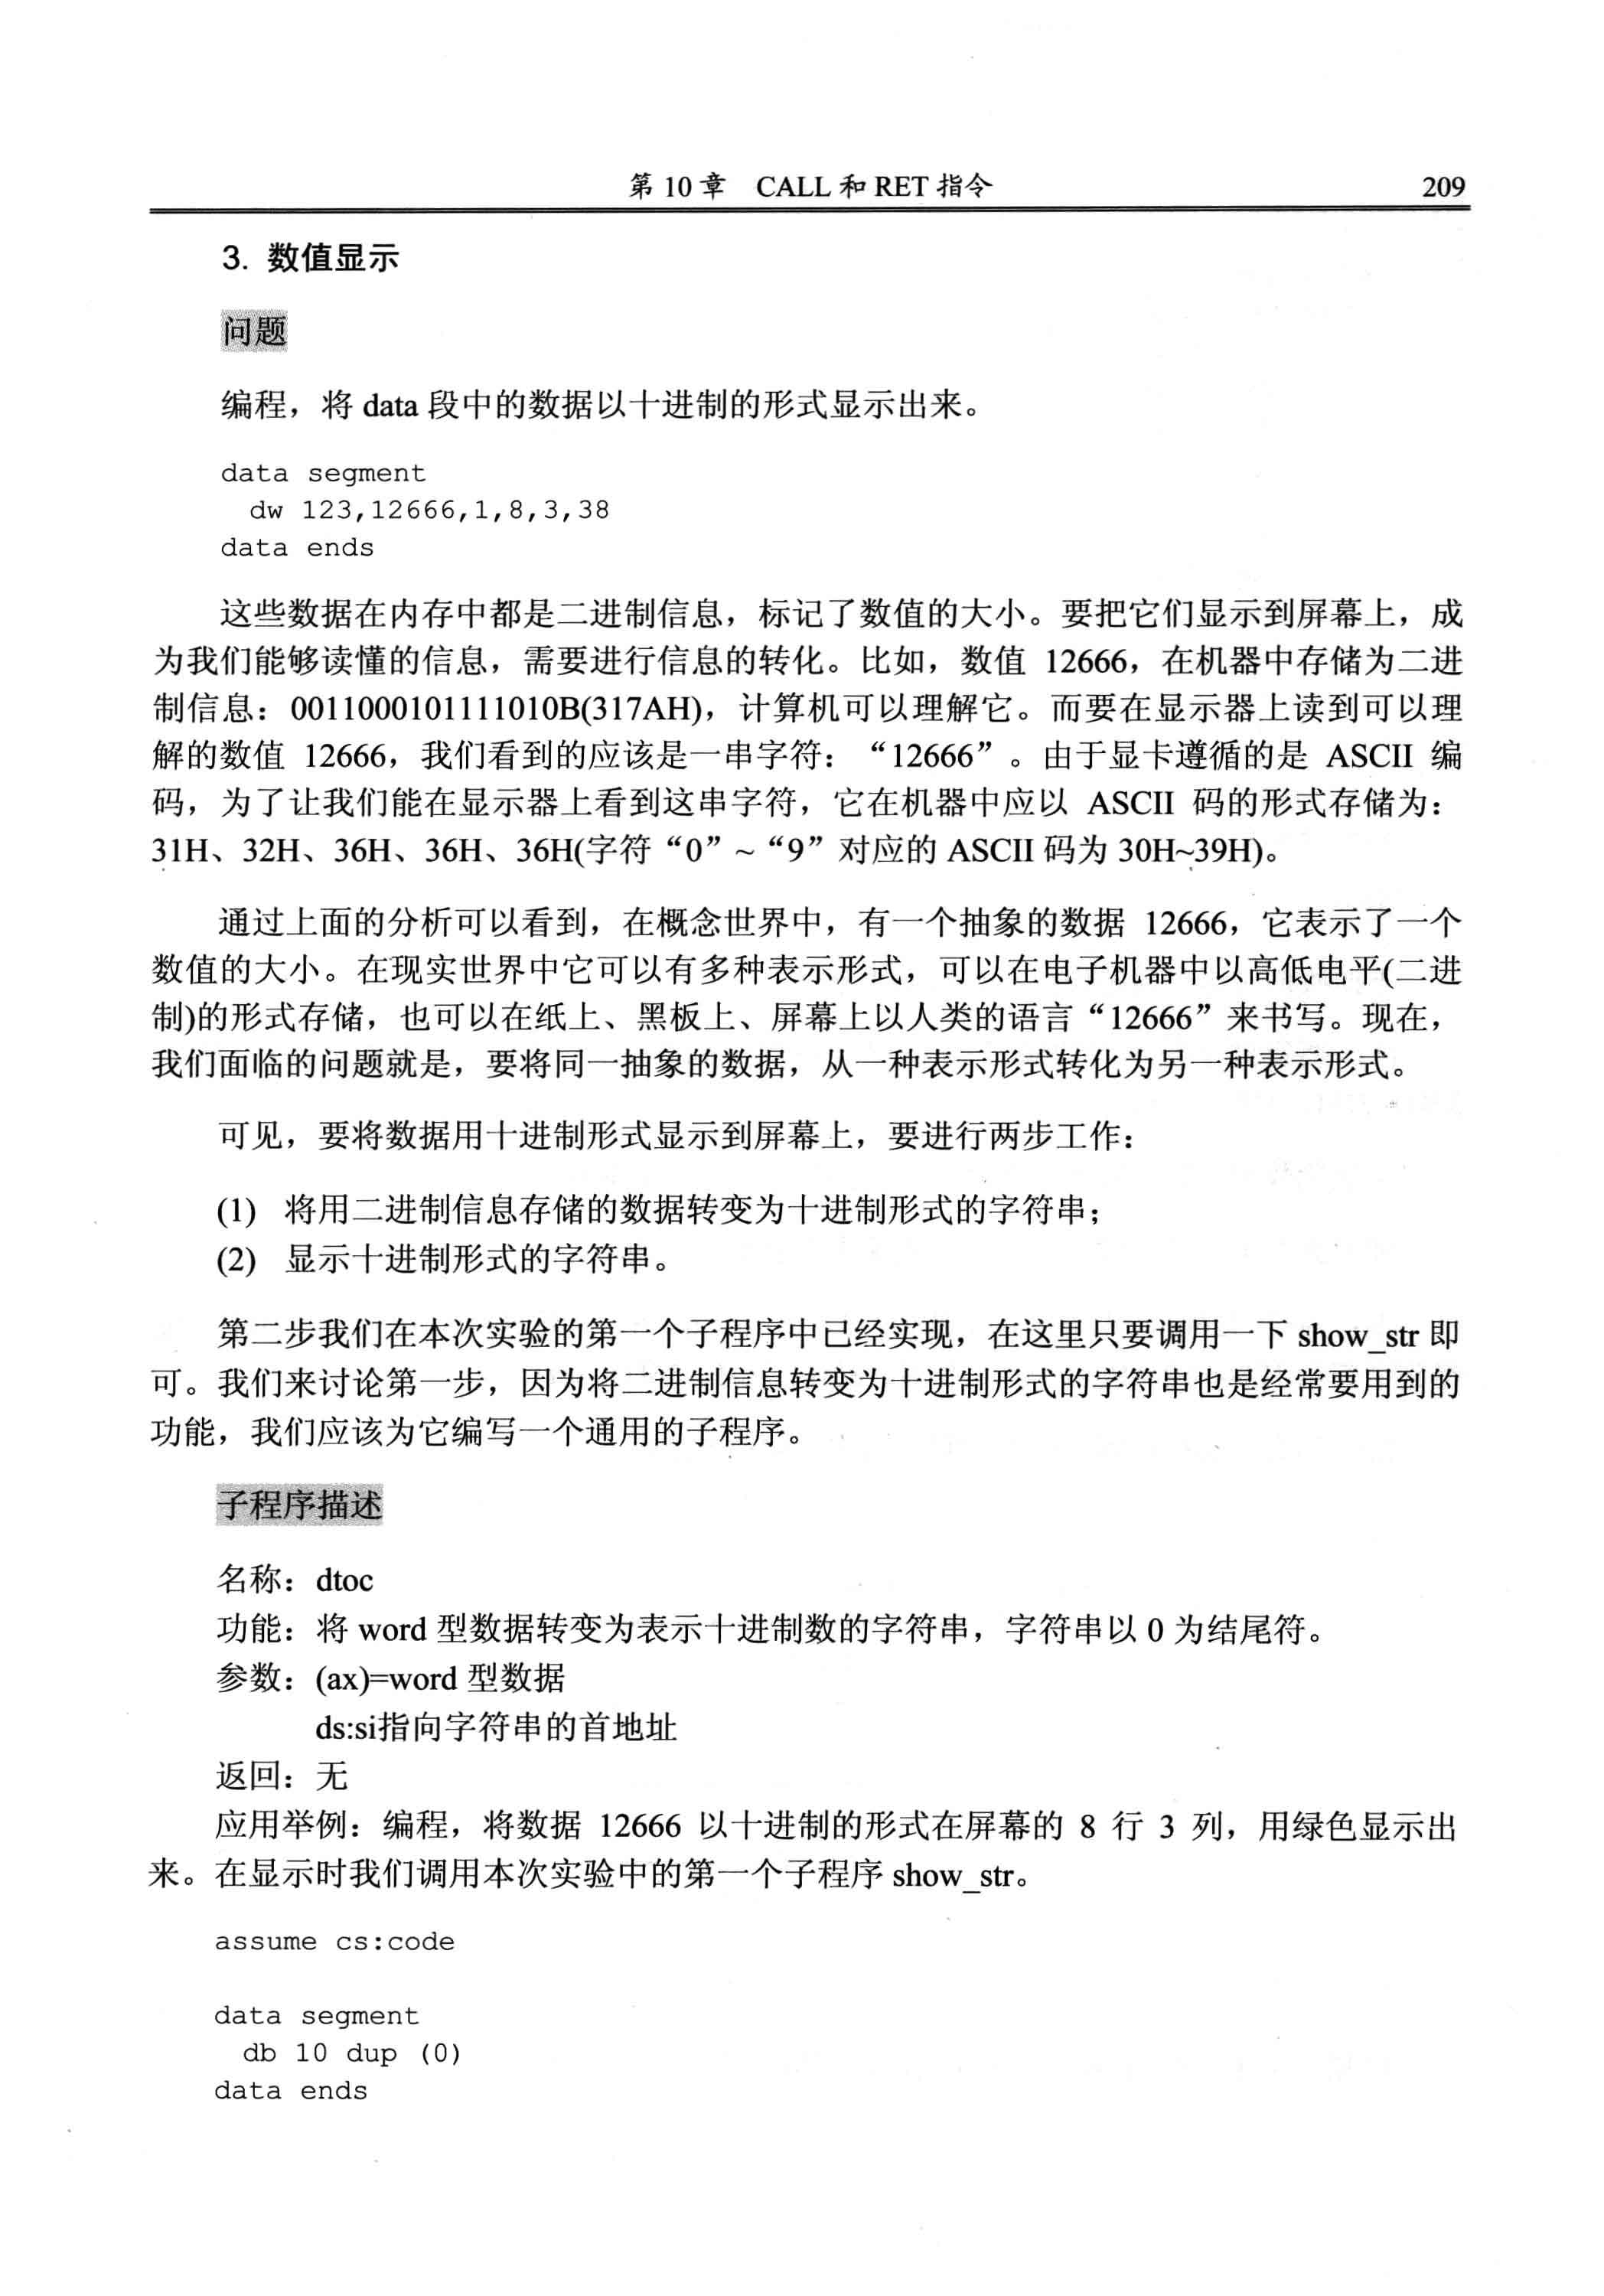 第 10 章 CALL 和 RET 指令 209
3. 数值显示
问题
编程，将 data 段中的数据以十进制的形式显示出来。
data segment
dw 123,12666,1,8,3,38
data ends
这些数据在内存中都是二进制信息，标记了数值的大小。要把它们显示到屏幕上，成
为我们能够读懂的信息，需要进行信息的转化。比如，数值 12666，在机器中存储为二进
制信息：0011000101111010B(317AH)，计算机可以理解它。而要在显示器上读到可以理
解的数值 12666，我们看到的应该是一串字符：“12666”。由于显卡遵循的是 ASCII 编
码，为了让我们能在显示器上看到这串字符，它在机器中应以 ASCII 码的形式存储为：
31H、32H、36H、36H、36H(字符“0”~“9”对应的 ASCII 码为 30H~39H)。
通过上面的分析可以看到，在概念世界中，有一个抽象的数据 12666，它表示了一个
数值的大小。在现实世界中它可以有多种表示形式，可以在电子机器中以高低电平(二进
制)的形式存储，也可以在纸上、黑板上、屏幕上以人类的语言“12666”来书写。现在，
我们面临的问题就是，要将同一抽象的数据，从一种表示形式转化为另一种表示形式。
可见，要将数据用十进制形式显示到屏幕上，要进行两步工作：
(1) 将用二进制信息存储的数据转变为十进制形式的字符串；
(2) 显示十进制形式的字符串。
第二步我们在本次实验的第一个子程序中已经实现，在这里只要调用一下 show_str 即
可。我们来讨论第一步，因为将二进制信息转变为十进制形式的字符串也是经常要用到的
功能，我们应该为它编写一个通用的子程序。
子程序描述
名称：dtoc
功能：将 word 型数据转变为表示十进制数的字符串，字符串以 0 为结尾符。
参数：(ax)=word 型数据
ds:si指向字符串的首地址
返回：无
应用举例：编程，将数据 12666 以十进制的形式在屏幕的 8 行 3 列，用绿色显示出
来。在显示时我们调用本次实验中的第一个子程序 show_str。
assume cs:code
data segment
db 10 dup (0)
data ends